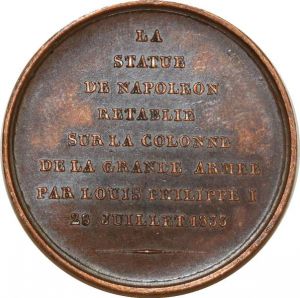 LA
STATUE
DE NAPOLEON
RETABLIE
SUR LA COLONNE
DE LA GRANDE ARMEE
PAR LOUIS PHILIPPE I
28 JUILLET 1833